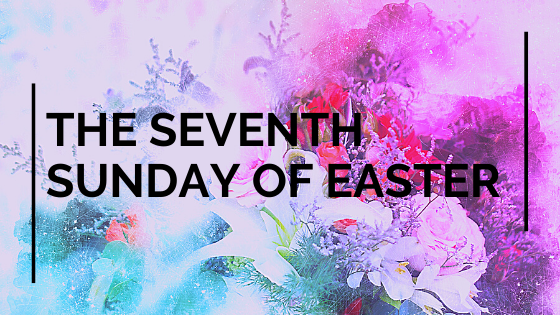 THE SEVENTH
SUNDAY OF EASTER